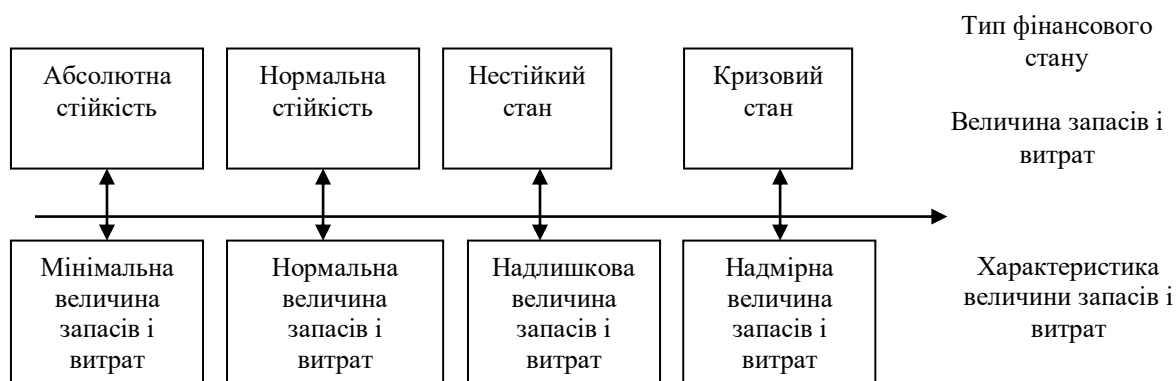 Тип фінансового
стану
Абсолютна
стійкість
Нормальна
стійкість
Нестійкий
стан
Кризовий
стан
Величина запасів і
витрат
Мінімальна
величина
запасів і
витрат
Нормальна
величина
запасів і
витрат
Надлишкова
величина
запасів і
витрат
Надмірна
величина
запасів і
витрат
Характеристика
величини запасів і
витрат